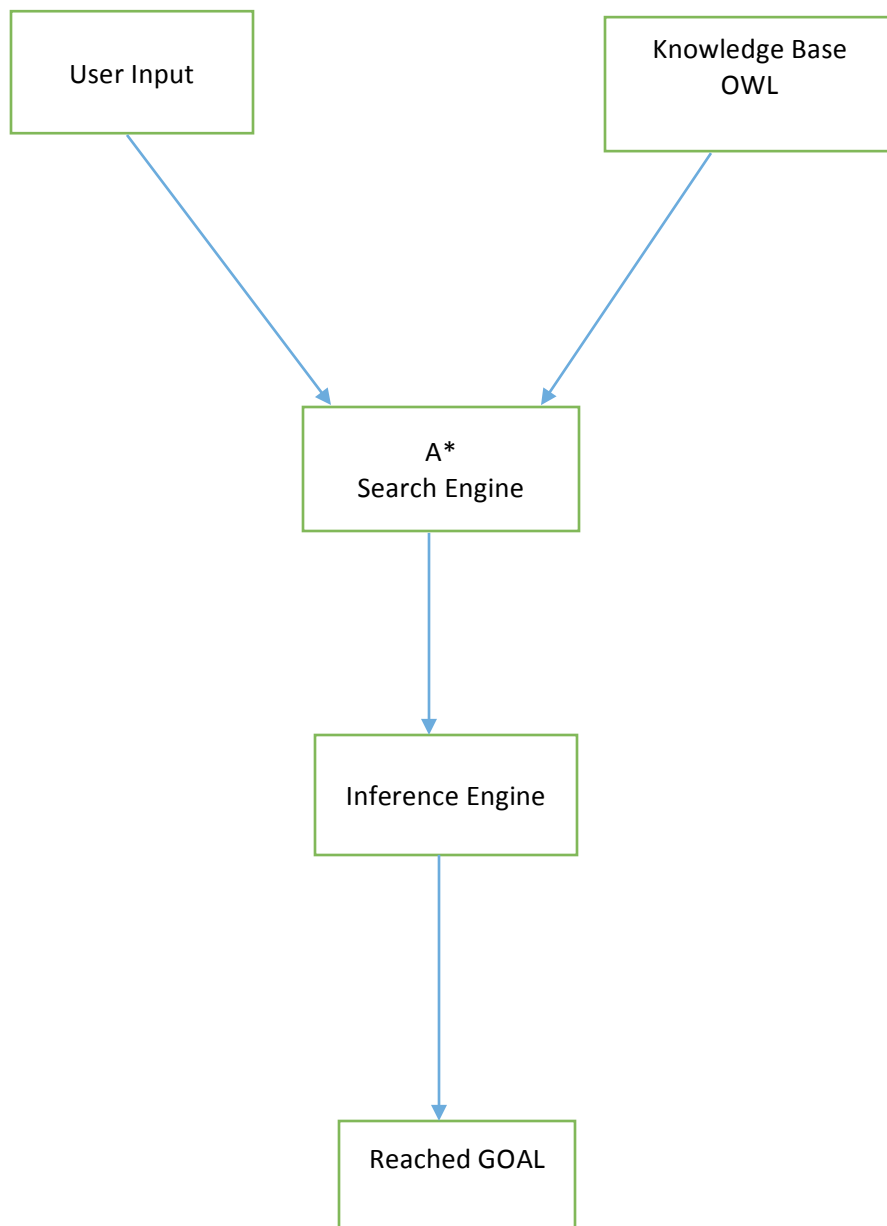 User Input
Knowledge Base
OWL
A*
Search Engine
Inference Engine
Reached GOAL